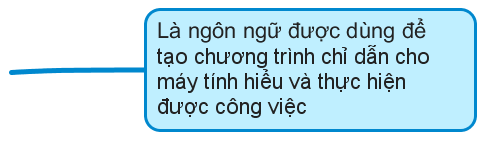 Là ngôn ngữ được dùng để
tạo chương trình chỉ dẫn cho
máy tính hiểu và thực hiện
được công việc